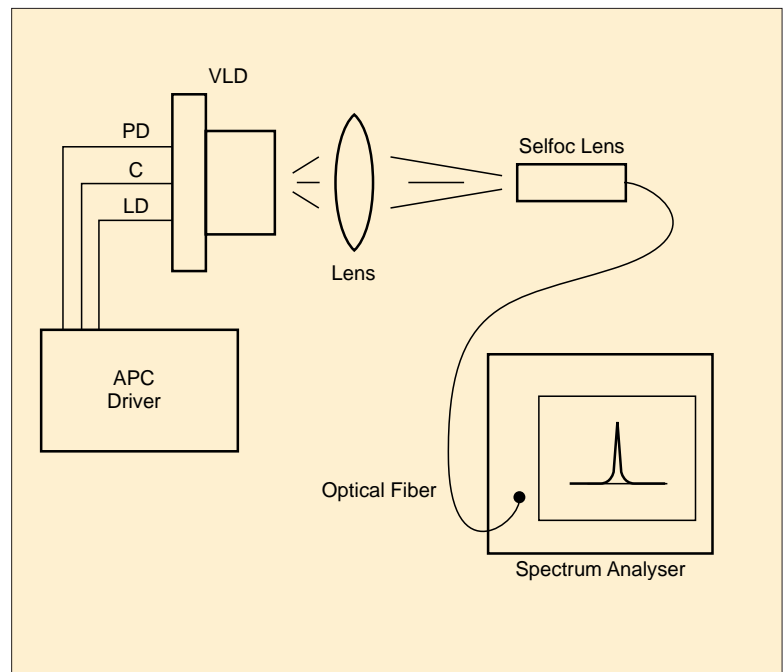 VLD
PD
C
LD
Selfoc Lens
Lens
APC
Driver
Optical Fiber
Spectrum Analyser